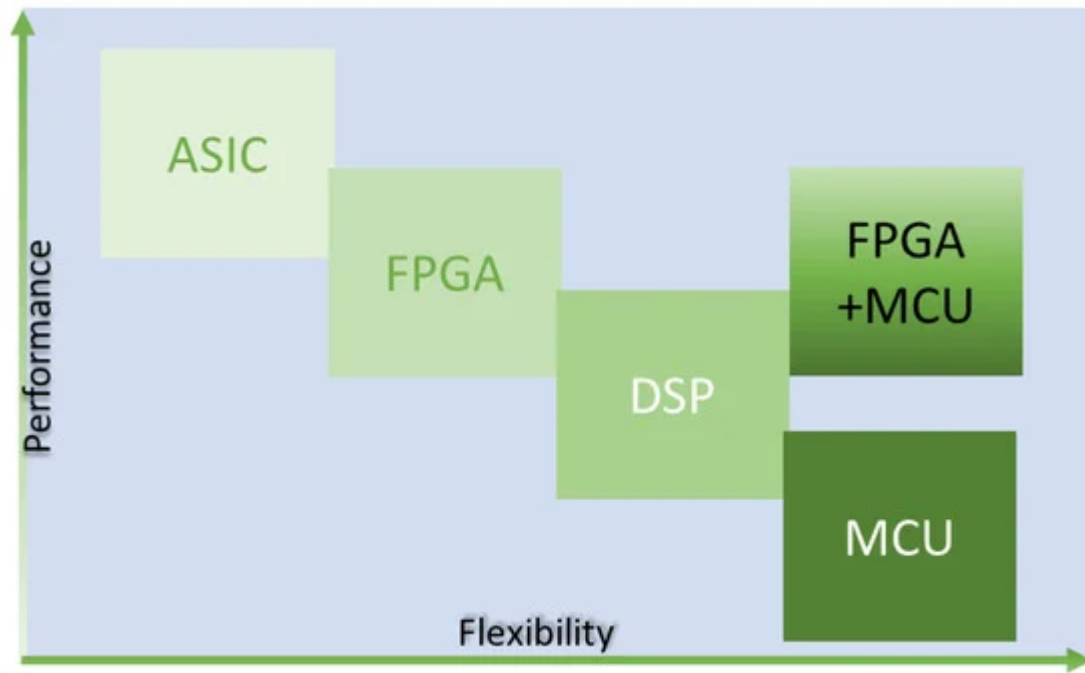 ASIC
FPGA
FPGA
+MCU
DSP
MCU
Performance
Flexibility